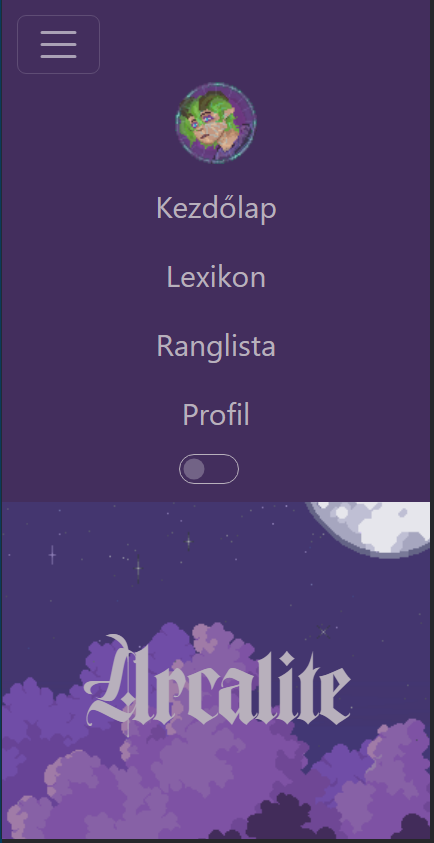 Kezdőlap
Lexikon
Ranglista
Profil
Arcalite